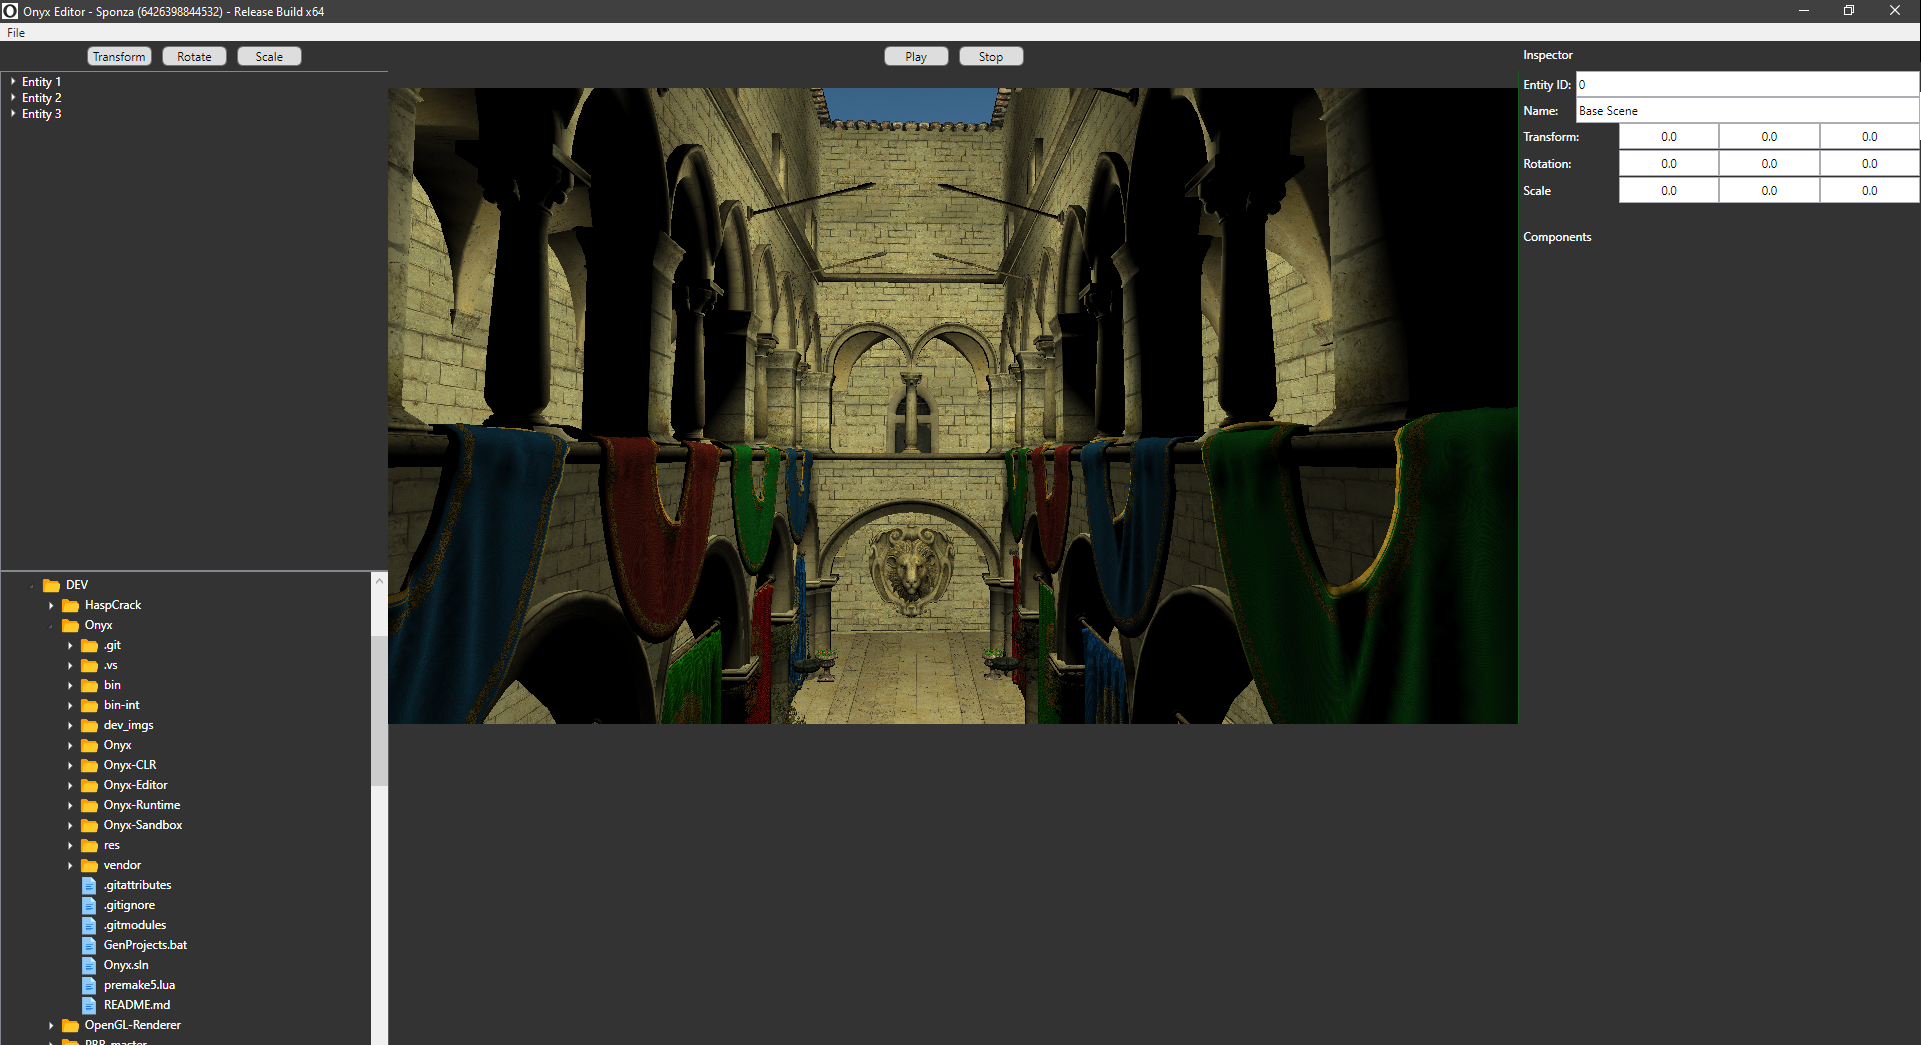 Onyx Editor - Sponza (6426398844532) - Release Build x64
File
Transform Rotate Scale
Play Stop
Entity 1
Entity 2
Entity 3
DEV
HaspCrack
Onyx
.git
.vs
bin
bin-int
dev_imgs
Onyx
Onyx-CLR
Onyx-Editor
Onyx-Runtime
Onyx-Sandbox
res
vendor
.gitattributes
.gitignore
.gitmodules
GenProjects.bat
Onyx.sln
premake5.lua
README.md
OpenGL-Renderer
PBR-master
Inspector
Entity ID: 0
Name: Base Scene
Transform: 0.0 0.0 0.0
Rotation: 0.0 0.0 0.0
Scale 0.0 0.0 0.0
Components